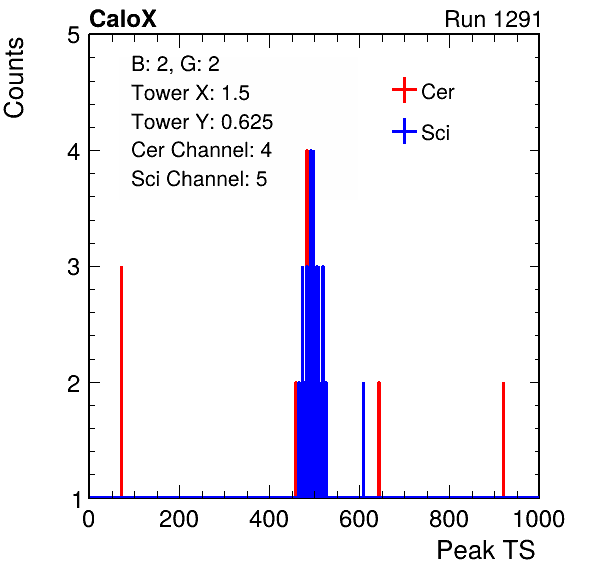 CaloX Run 1291
Counts
B: 2, G: 2
Tower X: 1.5
Tower Y: 0.625
Cer Channel: 4
Sci Channel: 5
Cer
Sci
5
4
3
2
1
0 200 400 600 800 1000
Peak TS